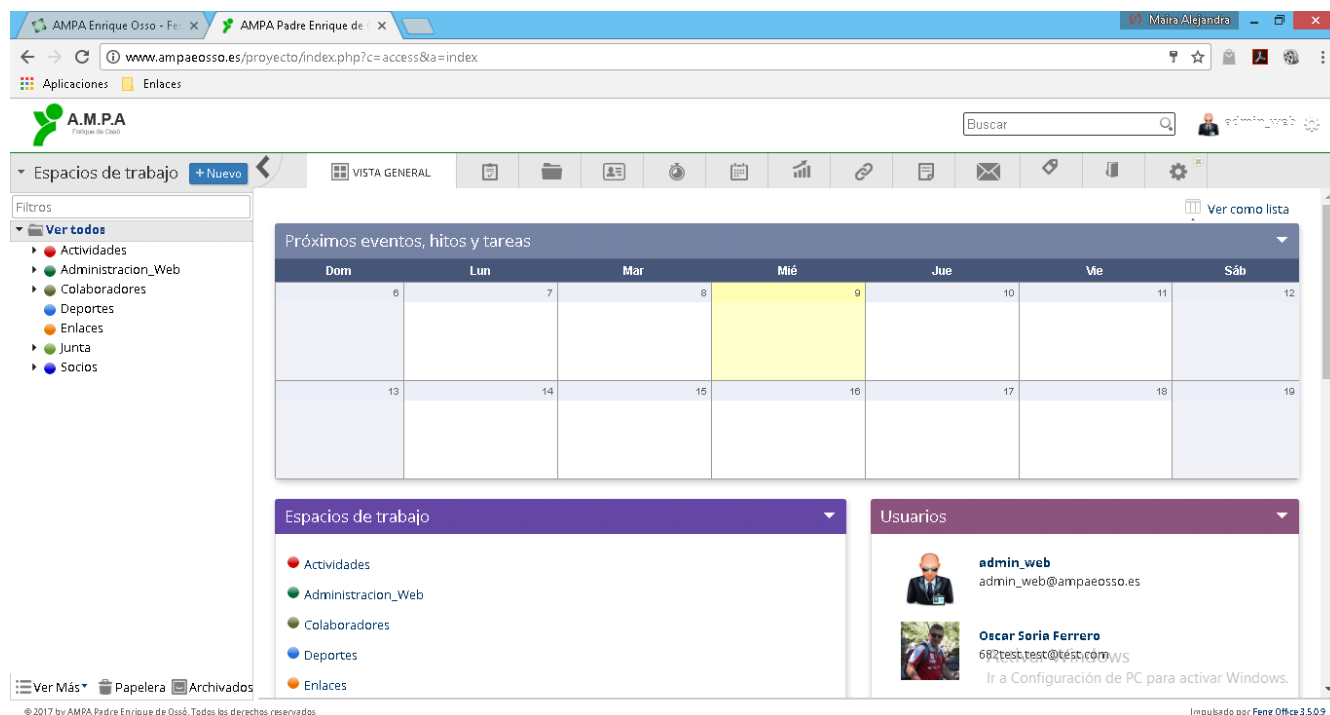 AMPA Enrique Osso - Fe
AMPA Padre Enrique de
Maira Alejandra
www.ampaeosso.es/proyecto/index.php?c=access&a=index
Aplicaciones Enlaces
A.M.P.A
Enrique de Ossó
Buscar
admin_web
Espacios de trabajo + Nuevo
VISTA GENERAL
Filtros
Ver como lista
Ver todos
Actividades
Administracion_Web
Colaboradores
Deportes
Enlaces
Junta
Socios
Próximos eventos, hitos y tareas
Dom Lun Mar Mié Jue Vie Sáb
6 7 8 9 10 11 12
13 14 15 16 17 18 19
Espacios de trabajo
Actividades
Administracion_Web
Colaboradores
Deportes
Enlaces
Usuarios
admin_web
admin_web@ampaeosso.es
Oscar Soria Ferrero
682test.test@test.com
Activar Windows
Ir a Configuración de PC para activar Windows.
Ver Más Papelera Archivados
© 2017 by AMPA Padre Enrique de Ossó. Todos los derechos reservados
Impulsado por Feng Office 3.5.0.9